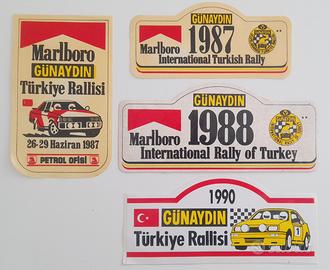 Marlboro
GÜNAYDIN
Türkiye Rallisi
26-29 Haziran 1987
PETROL OFİSİ
GÜNAYDIN
1987
Marlboro
International Turkish Rally
GÜNAYDIN
1988
Marlboro
International Rally of Turkey
1990
GÜNAYDIN
Türkiye Rallisi
1